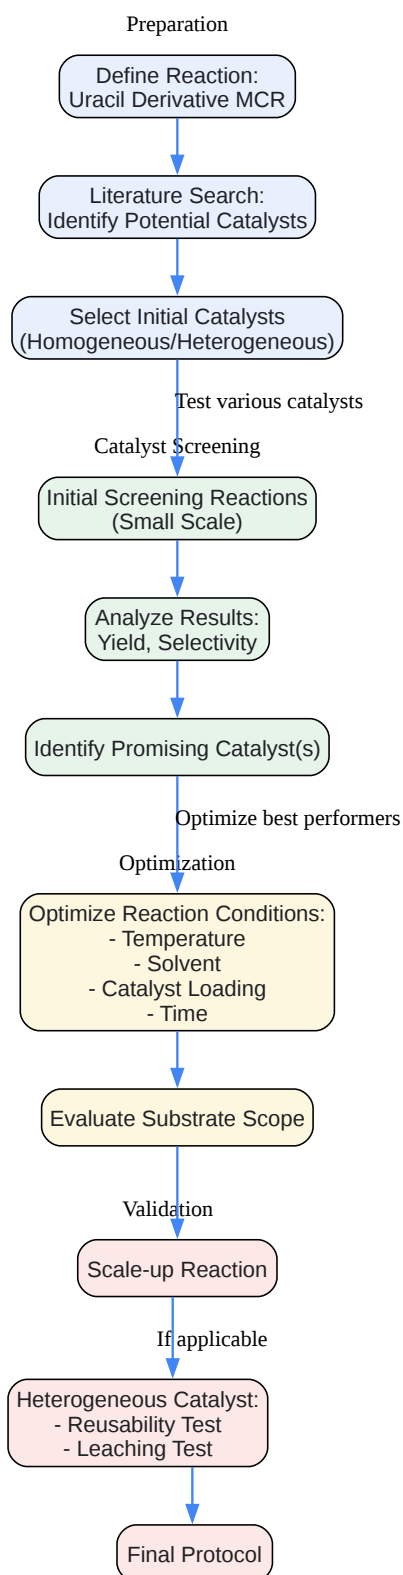 Preparation
Define Reaction:
Uracil Derivative MCR
Literature Search:
Identify Potential Catalysts
Select Initial Catalysts
(Homogeneous/Heterogeneous)
Test various catalysts
Catalyst Screening
Initial Screening Reactions
(Small Scale)
Analyze Results:
Yield, Selectivity
Identify Promising Catalyst(s)
Optimize best performers
Optimization
Optimize Reaction Conditions:
- Temperature
- Solvent
- Catalyst Loading
- Time
Evaluate Substrate Scope
Validation
Scale-up Reaction
If applicable
Heterogeneous Catalyst:
- Reusability Test
- Leaching Test
Final Protocol